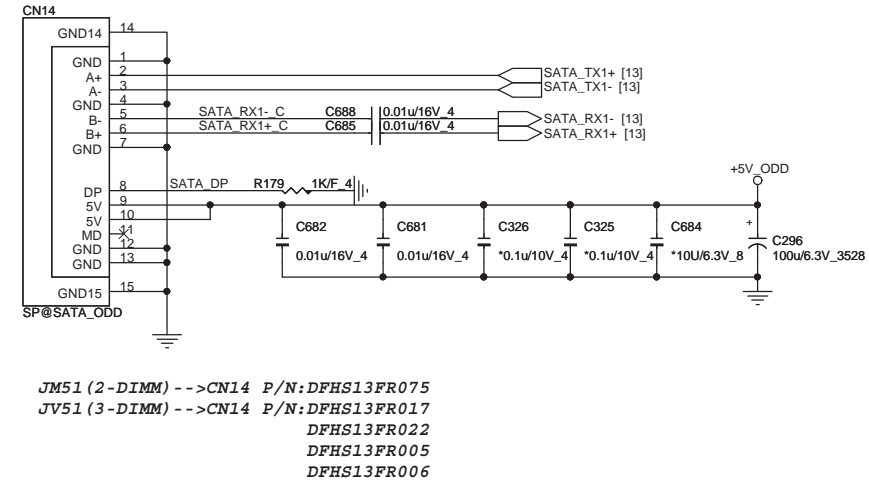 CN14
GND14 14
GND 1
A+ 2
A- 3
GND 4
B- 5
B+ 6
GND 7
SATA_TX1+ [13]
SATA_TX1- [13]
SATA_RX1-_C C688 0.01u/16V_4 SATA_RX1- [13]
SATA_RX1+_C C685 0.01u/16V_4 SATA_RX1+ [13]
+5V_ODD
DP 8 SATA_DP R179 1K/F_4
5V 9
5V 10
MD 11
GND 12
GND 13
GND15 15
SP@SATA_ODD
C682
0.01u/16V_4
C681
0.01u/16V_4
C326
*0.1u/10V_4
C325
*0.1u/10V_4
C684
*10U/6.3V_8
+
C296
100u/6.3V_3528
JM51(2-DIMM)-->CN14 P/N:DFHS13FR075
JV51(3-DIMM)-->CN14 P/N:DFHS13FR017
DFHS13FR022
DFHS13FR005
DFHS13FR006